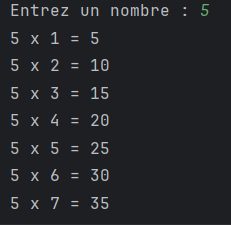 Entrez un nombre : 5
5 x 1 = 5
5 x 2 = 10
5 x 3 = 15
5 x 4 = 20
5 x 5 = 25
5 x 6 = 30
5 x 7 = 35